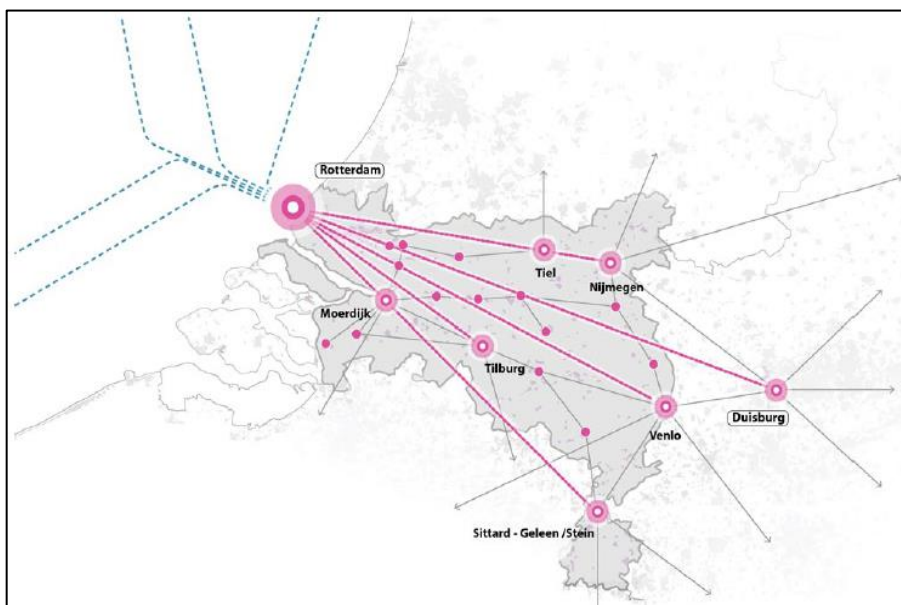 Rotterdam
Tiel
Nijmegen
Moerdijk
Tilburg
Venlo
Duisburg
Sittard - Geleen /Stein